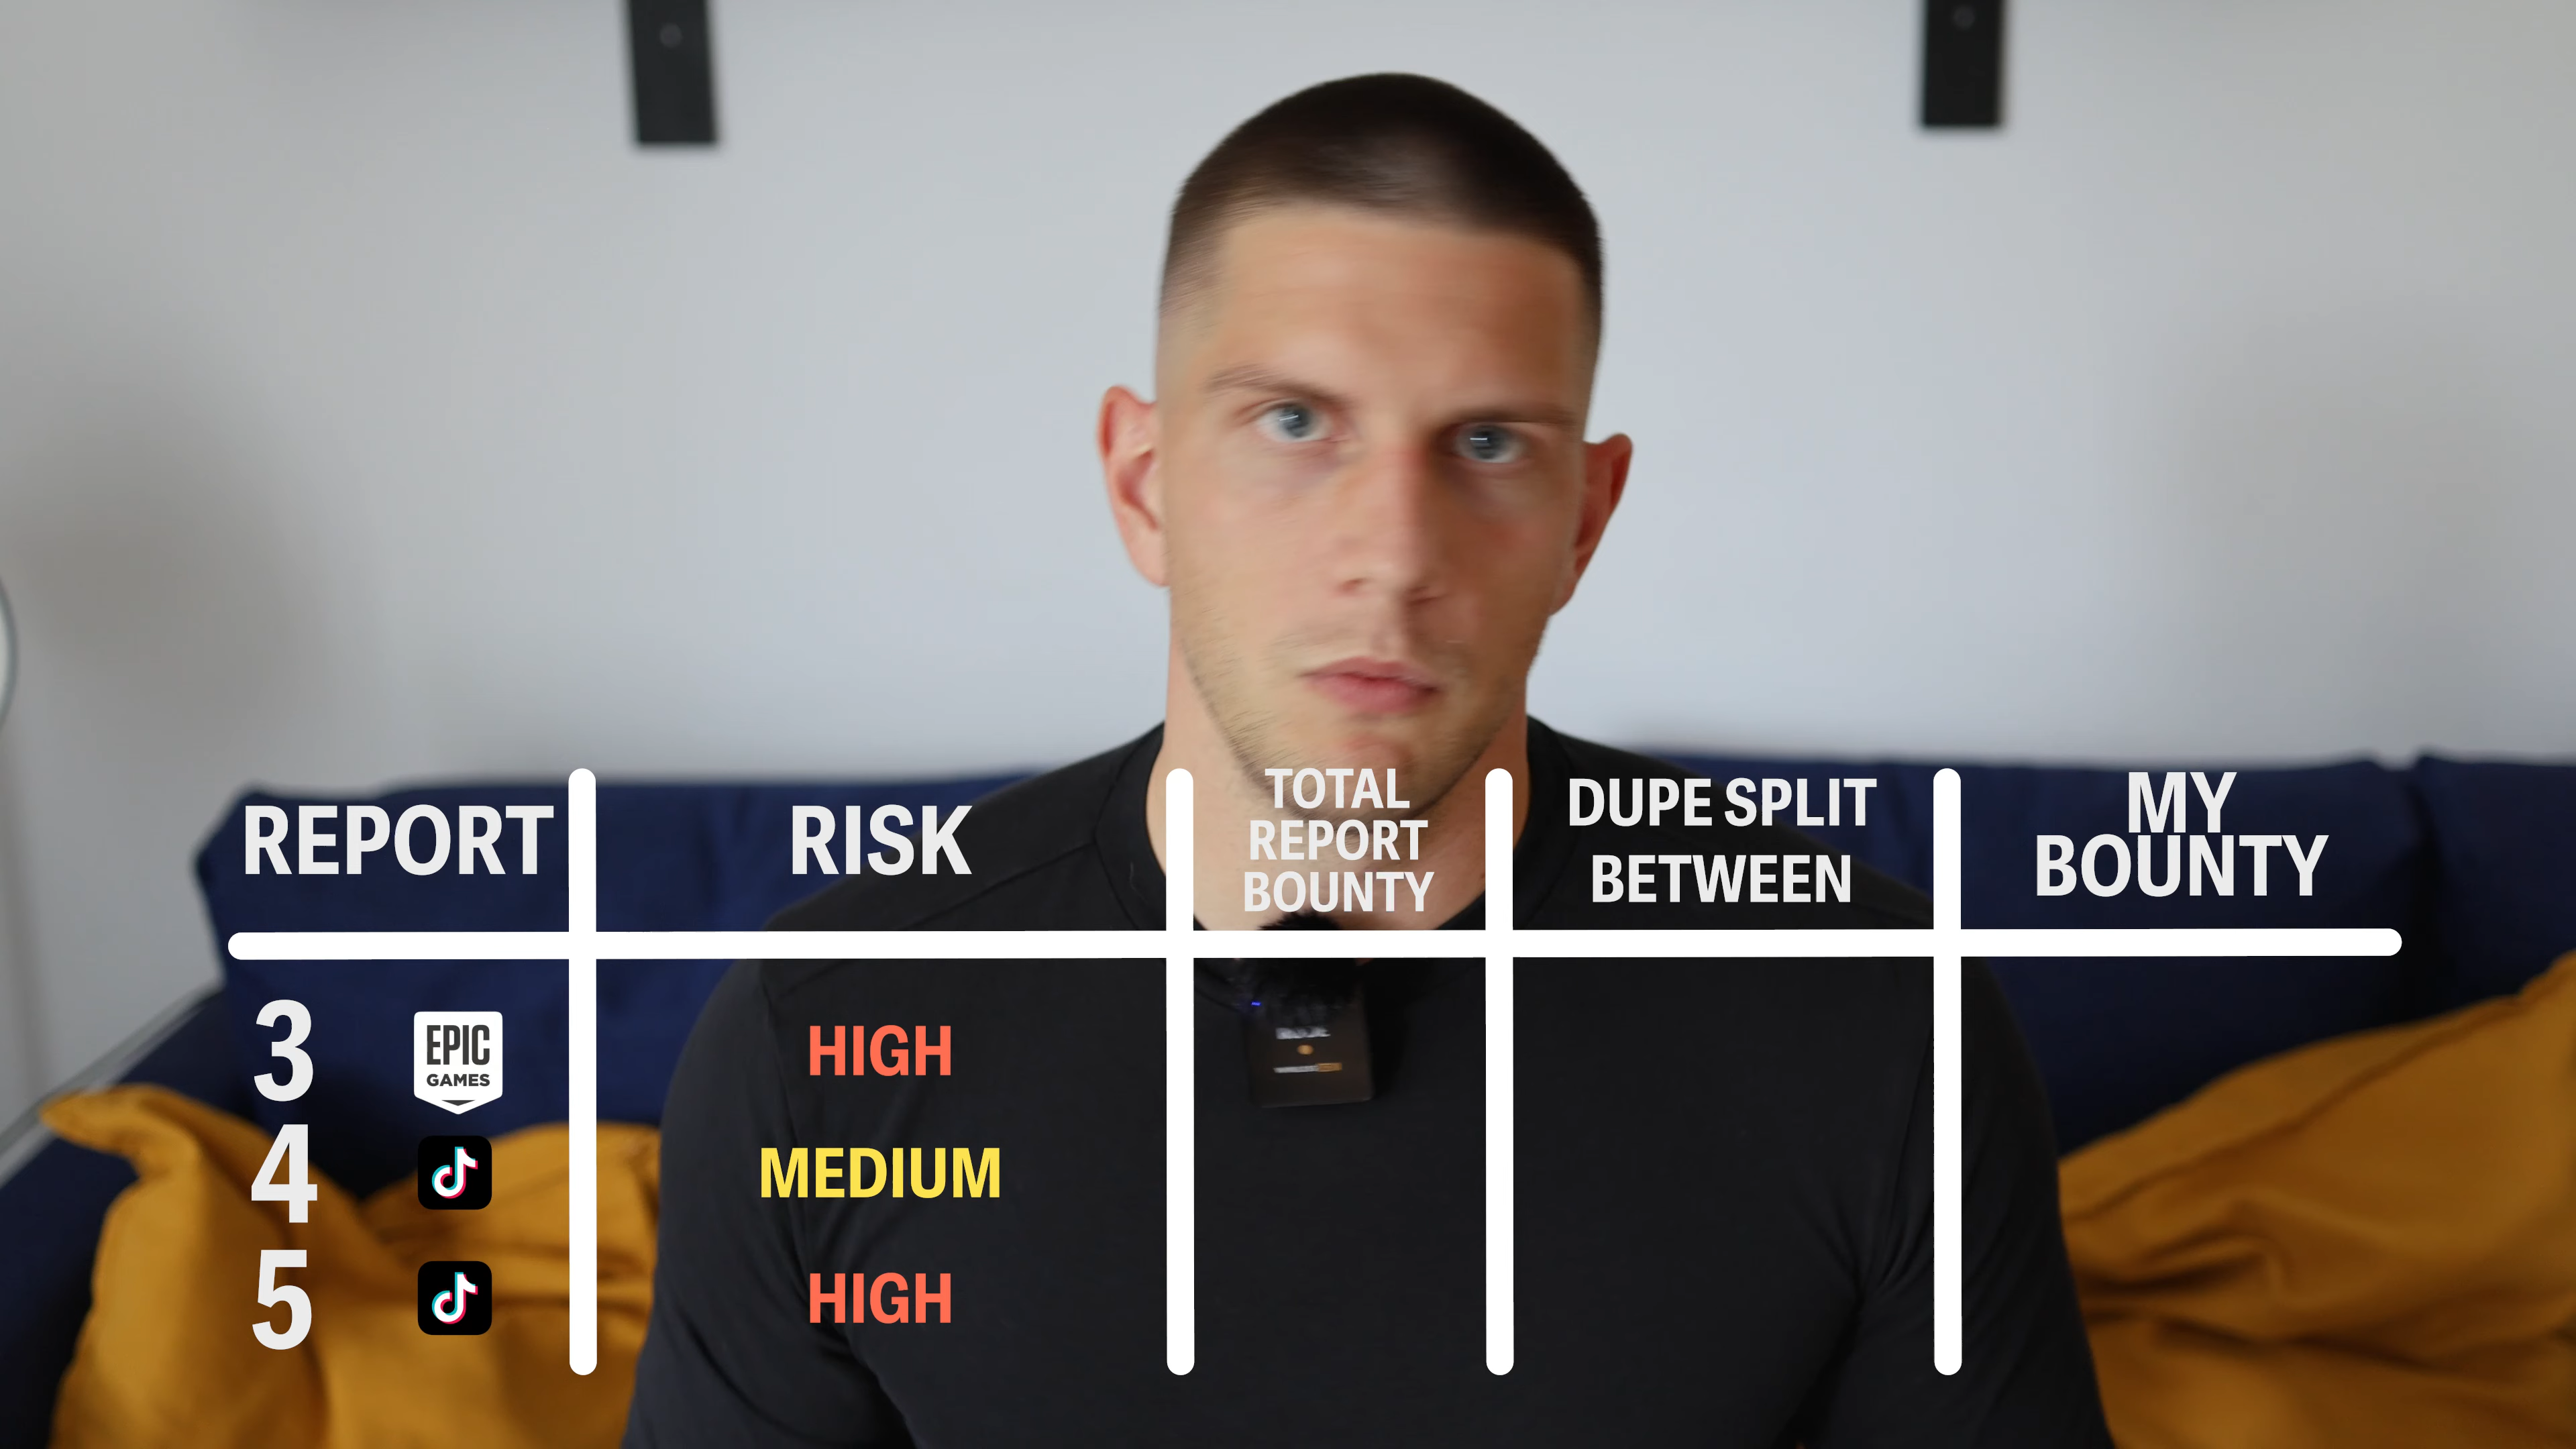 REPORT
RISK
TOTAL
REPORT
BOUNTY
DUPE SPLIT
BETWEEN
MY
BOUNTY
3
EPIC
GAMES
HIGH
4
MEDIUM
5
HIGH